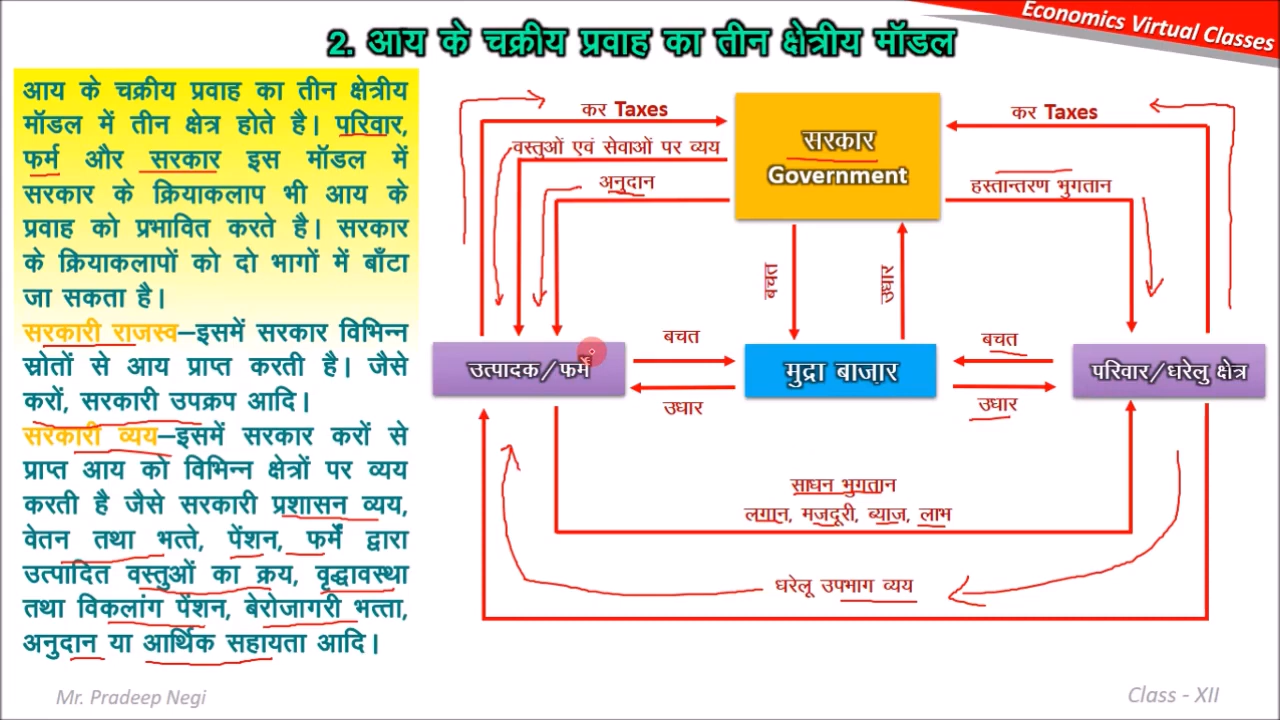 Economics Virtual Classes
2. आय के चक्रीय प्रवाह का तीन क्षेत्रीय मॉडल
आय के चक्रीय प्रवाह का तीन क्षेत्रीय
मॉडल में तीन क्षेत्र होते है। परिवार,
फर्म और सरकार इस मॉडल में
सरकार के क्रियाकलाप भी आय के
प्रवाह को प्रभावित करते है। सरकार
के क्रियाकलापों को दो भागों में बाँटा
जा सकता है।
सरकारी राजस्व–इसमें सरकार विभिन्न
स्रोतों से आय प्राप्त करती है। जैसे
करों, सरकारी उपक्रप आदि।
सरकारी व्यय–इसमें सरकार करों से
प्राप्त आय को विभिन्न क्षेत्रों पर व्यय
करती है जैसे सरकारी प्रशासन व्यय,
वेतन तथा भत्ते, पेंशन, फर्में द्वारा
उत्पादित वस्तुओं का क्रय, वृद्धावस्था
तथा विकलांग पेंशन, बेरोजागरी भत्ता,
अनुदान या आर्थिक सहायता आदि।
कर Taxes
वस्तुओं एवं सेवाओं पर व्यय
अनुदान
सरकार
Government
कर Taxes
हस्तान्तरण भुगतान
बचत
उधार
उत्पादक/फर्में
बचत
उधार
मुद्रा बाज़ार
बचत
उधार
परिवार/धरेलु क्षेत्र
साधन भुगतान
लगान, मजदूरी, ब्याज, लाभ
धरेलू उपभाग व्यय
Mr. Pradeep Negi
Class - XII